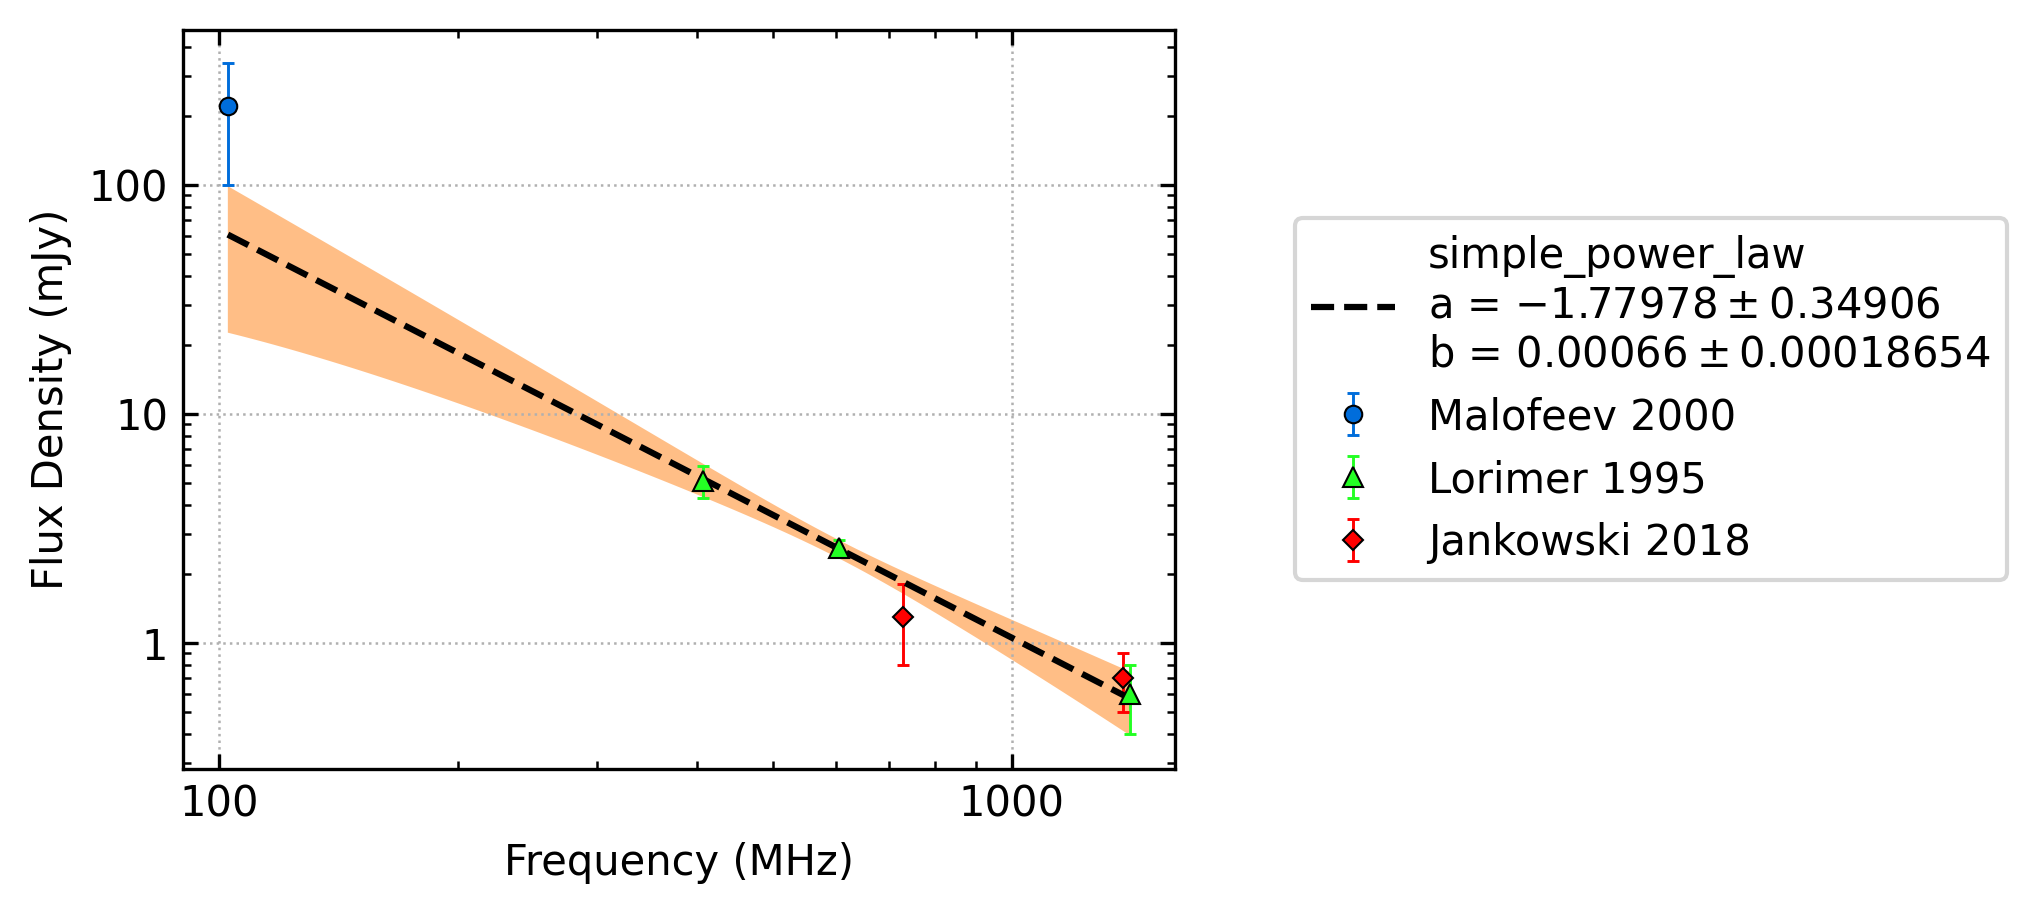 Flux Density (mJy)
100
10
1
100
1000
Frequency (MHz)
simple_power_law
a = −1.77978 ± 0.34906
b = 0.00066 ± 0.00018654
Malofeev 2000
Lorimer 1995
Jankowski 2018